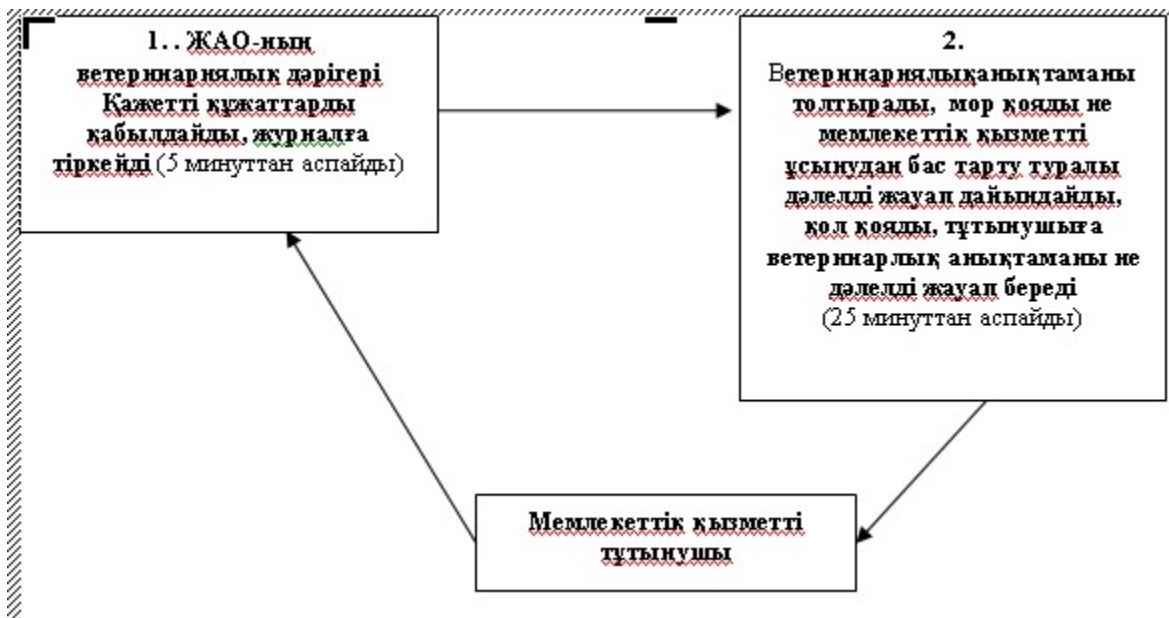 1. . ЖАО-ның
ветеринариялық дәрігері
Қажетті құжаттарды
қабылдайды, журналға
тіркейді (5 минуттан аспайды)
2.
Ветеринариялықанықтаманы
толтырады, мөр қояды не
мемлекеттік қызметті
ұсынудан бас тарту туралы
дәлелді жауап дайындайды,
қол қояды, тұтынушыға
ветеринарлық анықтаманы не
дәлелді жауап береді
(25 минуттан аспайды)
Мемлекеттік қызметті
тұтынушы